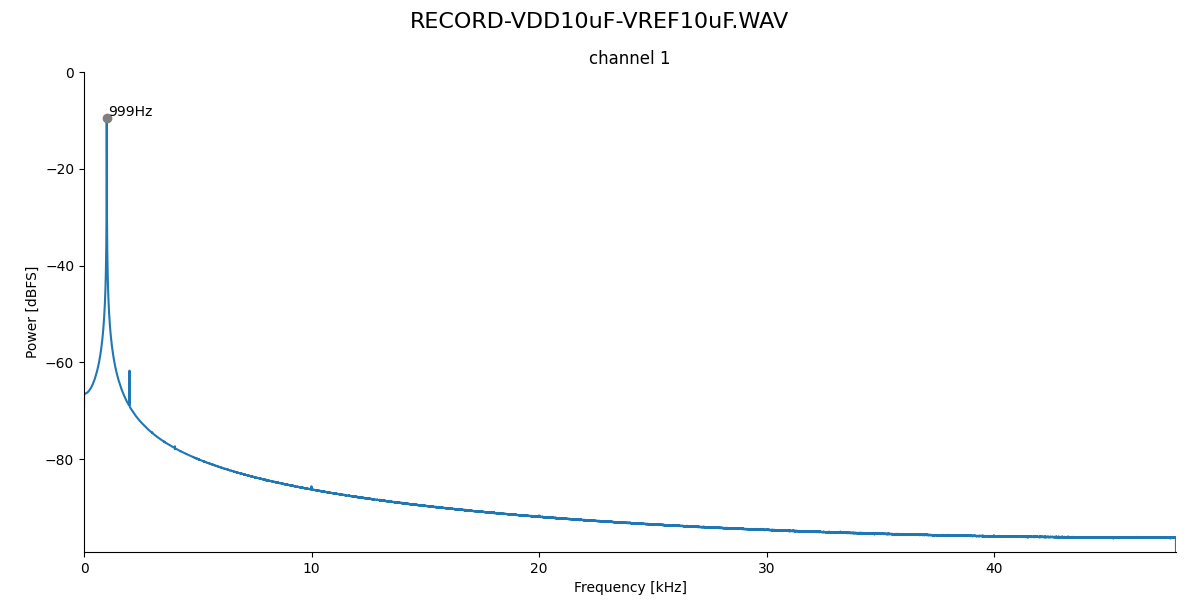 RECORD-VDD10uF-VREF10uF.WAV
channel 1
0
999Hz
−20
−40
−60
−80
Power [dBFS]
0 10 20 30 40
Frequency [kHz]